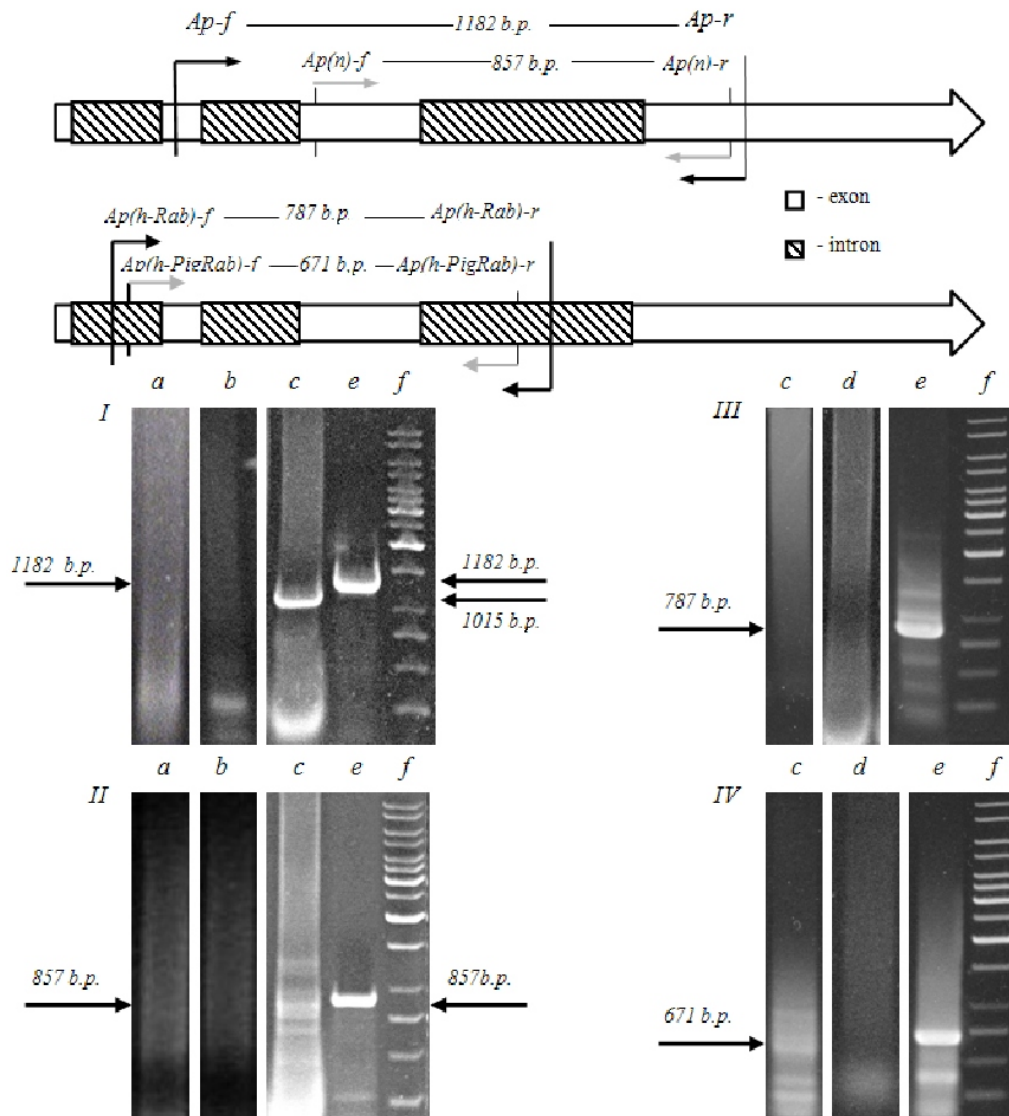 Ap-f 1182 b.p. Ap-r
Ap(n)-f 857 b.p. Ap(n)-r
- exon
- intron
Ap(h-Rab)-f 787 b.p. Ap(h-Rab)-r
Ap(h-PigRab)-f 671 b.p. Ap(h-PigRab)-r
a b c e f
I
1182 b.p.
1182 b.p.
1015 b.p.
c d e f
III
787 b.p.
a b c e f
II
857 b.p.
857b.p.
c d e f
IV
671 b.p.